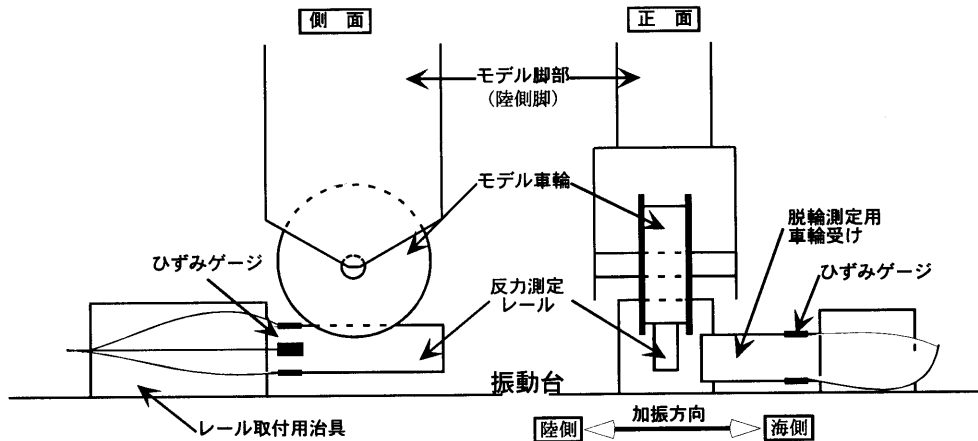 側 面
正 面
モデル脚部
(陸側脚)
モデル車輪
脱輪測定用
車輪受け
ひずみゲージ
ひずみゲージ
反力測定
レール
振動台
レール取付用治具
加振方向
陸側
海側